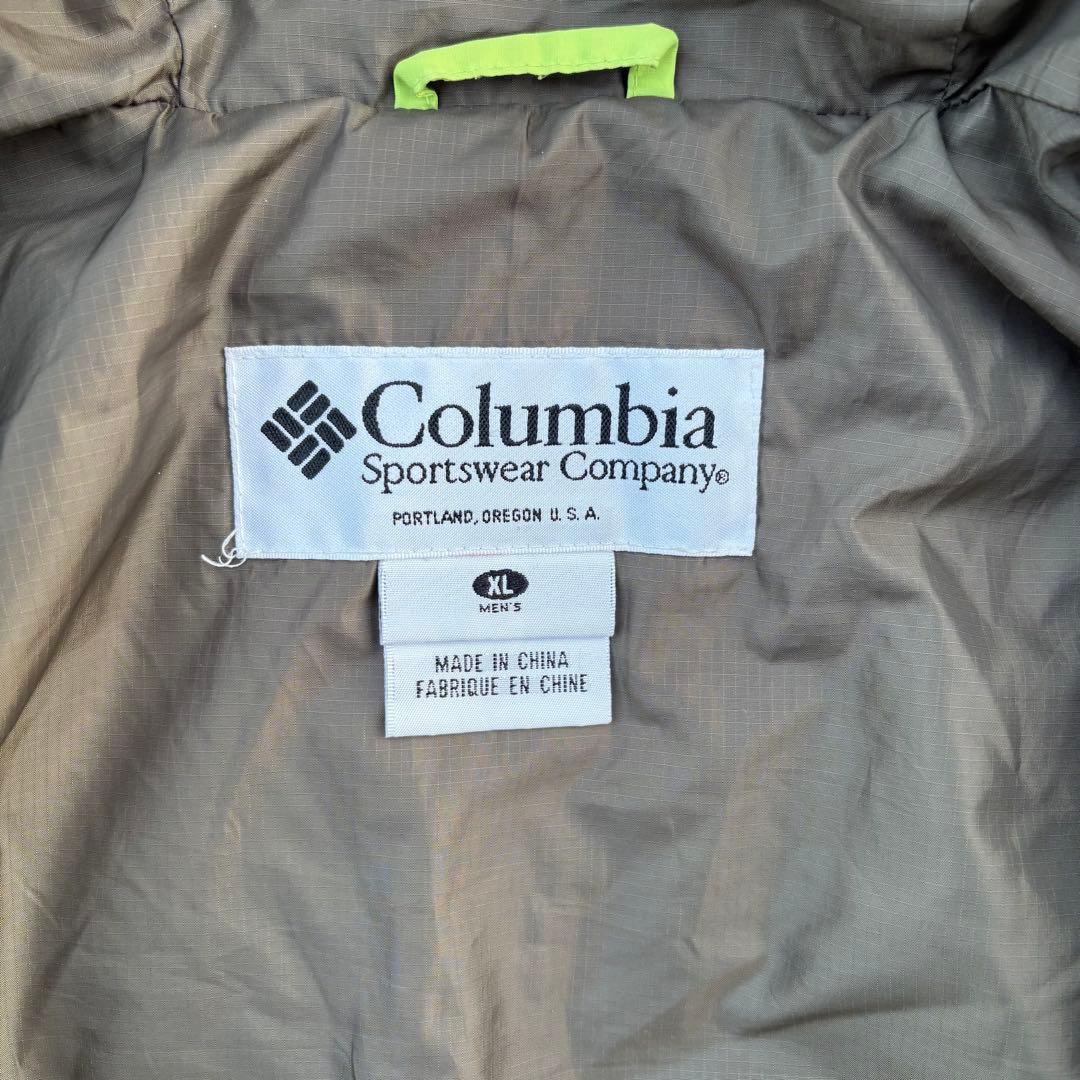 Columbia
Sportswear Company®
PORTLAND, OREGON U. S. A.
XL
MEN'S
MADE IN CHINA
FABRIQUE EN CHINE